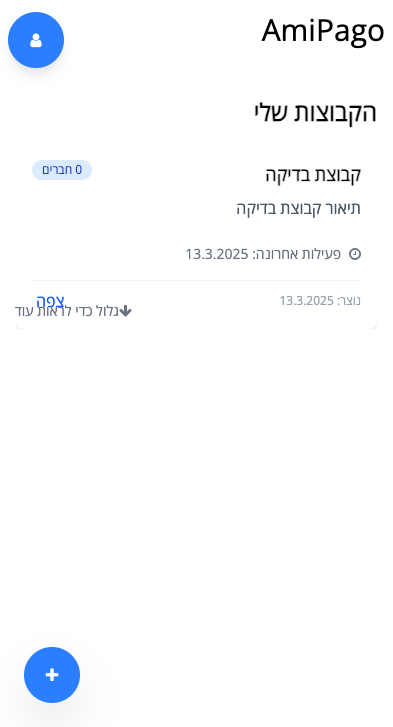 AmiPago
הקבוצות שלי
קבוצת בדיקה
0 חברים
תיאור קבוצת בדיקה
פעילות אחרונה: 13.3.2025
נוצר: 13.3.2025
צפה
גלול כדי לראות עוד